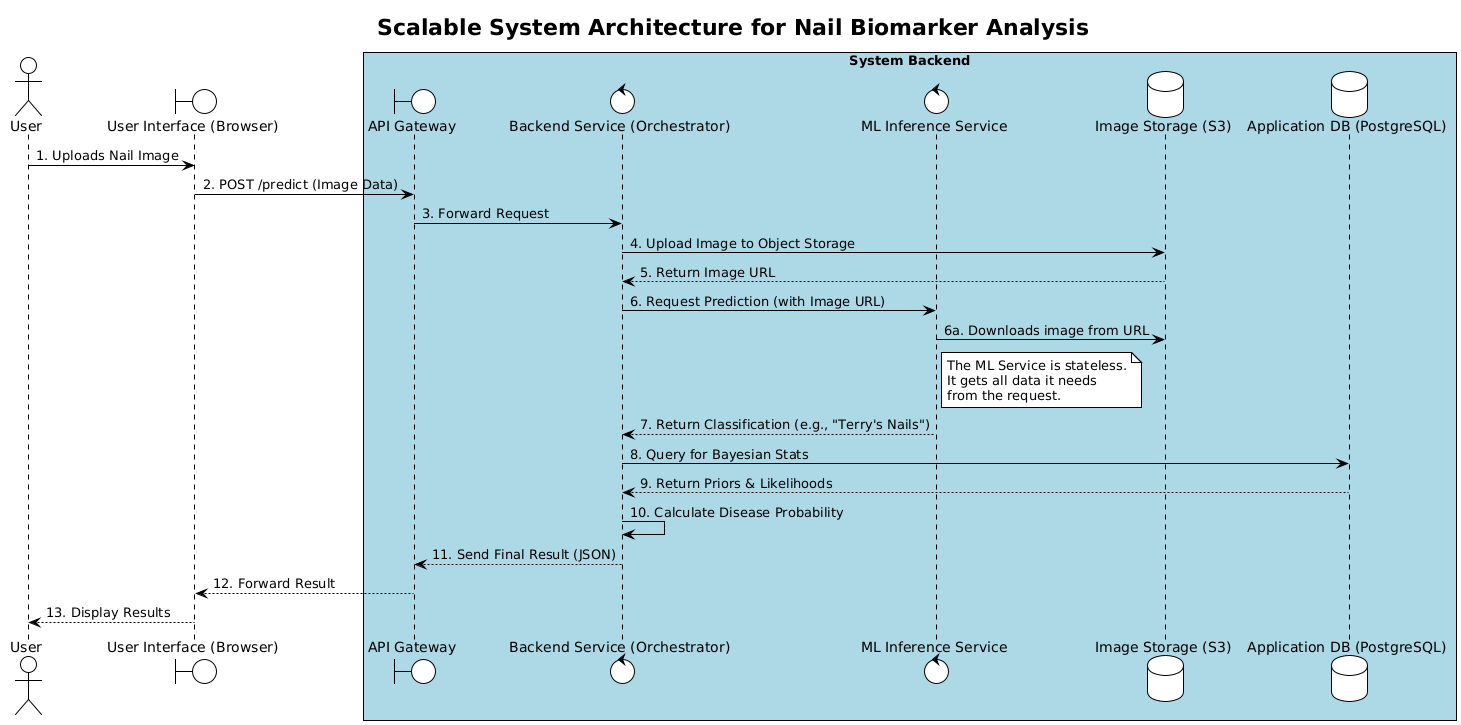 Scalable System Architecture for Nail Biomarker Analysis
System Backend
User
User Interface (Browser)
API Gateway
Backend Service (Orchestrator)
ML Inference Service
Image Storage (S3)
Application DB (PostgreSQL)
1. Uploads Nail Image
2. POST /predict (Image Data)
3. Forward Request
4. Upload Image to Object Storage
5. Return Image URL
6. Request Prediction (with Image URL)
6a. Downloads image from URL
The ML Service is stateless.
It gets all data it needs
from the request.
7. Return Classification (e.g., "Terry's Nails")
8. Query for Bayesian Stats
9. Return Priors & Likelihoods
10. Calculate Disease Probability
11. Send Final Result (JSON)
12. Forward Result
13. Display Results
User
User Interface (Browser)
API Gateway
Backend Service (Orchestrator)
ML Inference Service
Image Storage (S3)
Application DB (PostgreSQL)